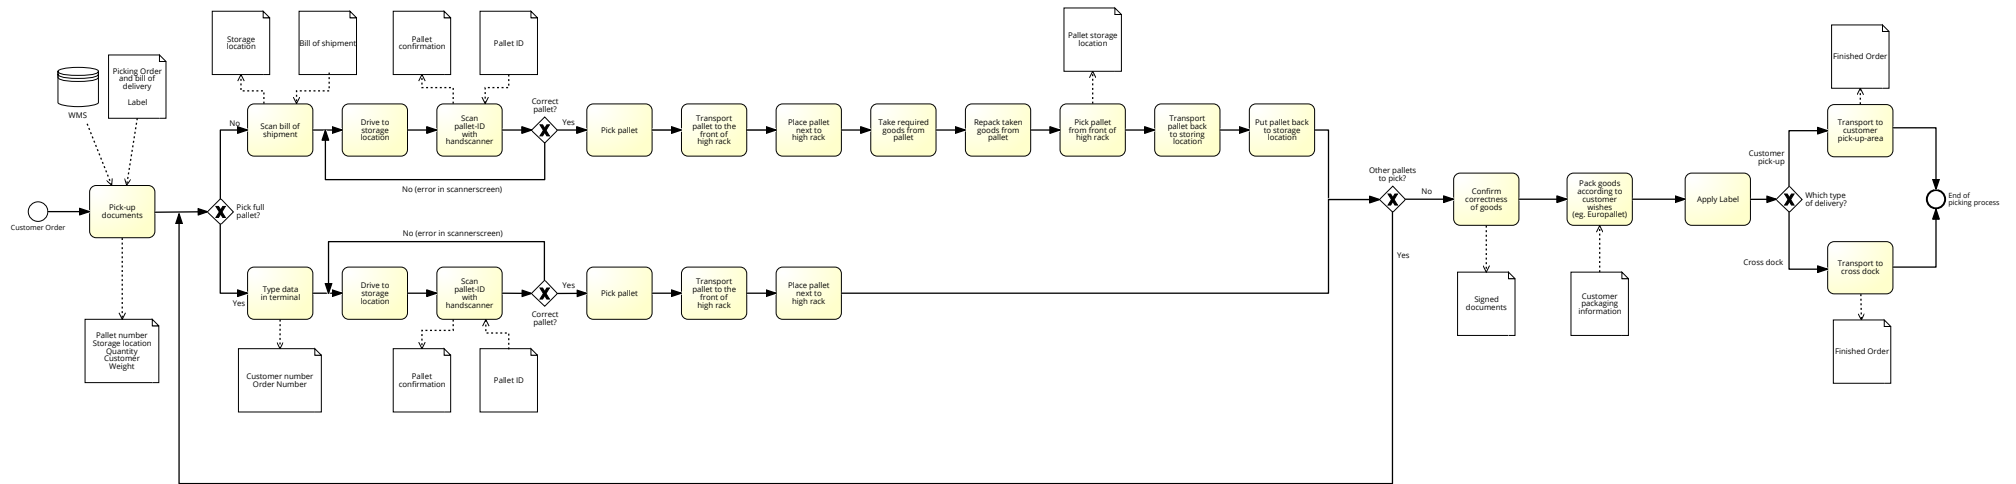 Storage
location
Bill of shipment
Pallet
confirmation
Pallet ID
Pallet storage
location
Finished Order
Picking Order
and bill of
delivery
Label
WMS
Customer Order
Pick-up
documents
Pallet number
Storage location
Quantity
Customer
Weight
Pick full
pallet?
No
Scan bill of
shipment
Drive to
storage
location
Scan
pallet-ID
with
handscanner
Correct
pallet?
Yes
No (error in scannerscreen)
Pick pallet
Transport
pallet to the
front of
high rack
Place pallet
next to
high rack
Take required
goods from
pallet
Repack taken
goods from
pallet
Pick pallet
from front of
high rack
Transport
pallet back
to storing
location
Put pallet back
to storage
location
Yes
Type data
in terminal
Drive to
storage
location
Scan
pallet-ID
with
handscanner
No (error in scannerscreen)
Correct
pallet?
Yes
Pick pallet
Transport
pallet to the
front of
high rack
Place pallet
next to
high rack
Customer number
Order Number
Pallet
confirmation
Pallet ID
Other pallets
to pick?
No
Yes
Confirm
correctness
of goods
Signed
documents
Pack goods
according to
customer
wishes
(eg. Europallet)
Customer
packaging
information
Apply Label
Which type
of delivery?
Customer
pick-up
Transport to
customer
pick-up-area
Cross dock
Transport to
cross dock
Finished Order
End of
picking process